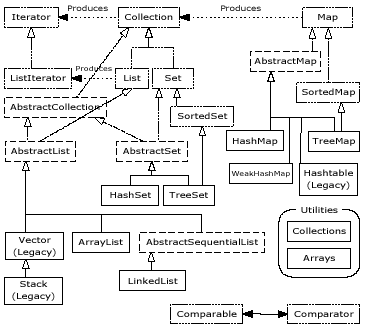 Iterator
Produces
Collection
Produces
Map
ListIterator
Produces
List
Set
AbstractMap
SortedMap
AbstractCollection
SortedSet
AbstractList
AbstractSet
HashMap
TreeMap
WeakHashMap
Hashtable
(Legacy)
HashSet
TreeSet
Utilities
Collections
Arrays
Vector
(Legacy)
ArrayList
AbstractSequentialList
Stack
(Legacy)
LinkedList
Comparable
Comparator